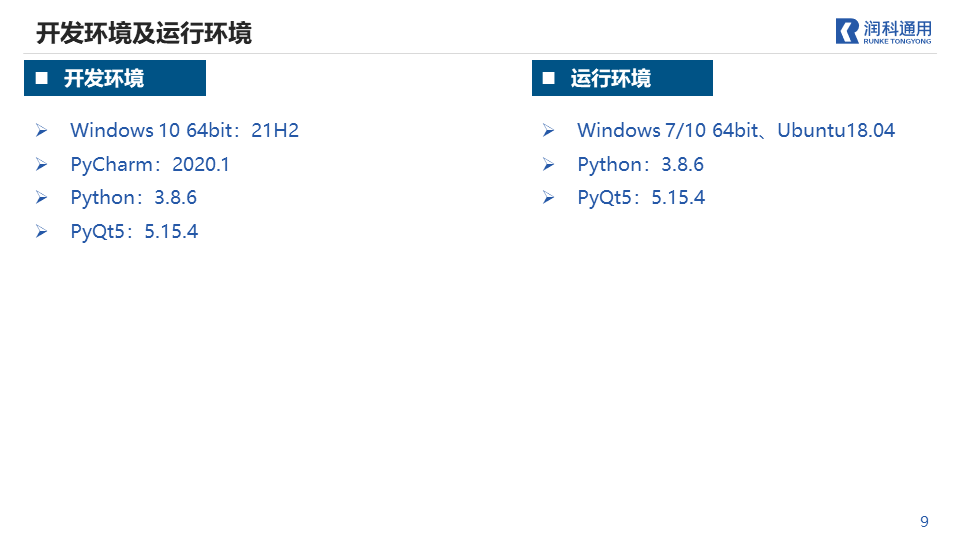 开发环境及运行环境
润科通用
RUNKE TONGYONG
■ 开发环境
➢ Windows 10 64bit：21H2
➢ PyCharm：2020.1
➢ Python：3.8.6
➢ PyQt5：5.15.4
■ 运行环境
➢ Windows 7/10 64bit、Ubuntu18.04
➢ Python：3.8.6
➢ PyQt5：5.15.4
9